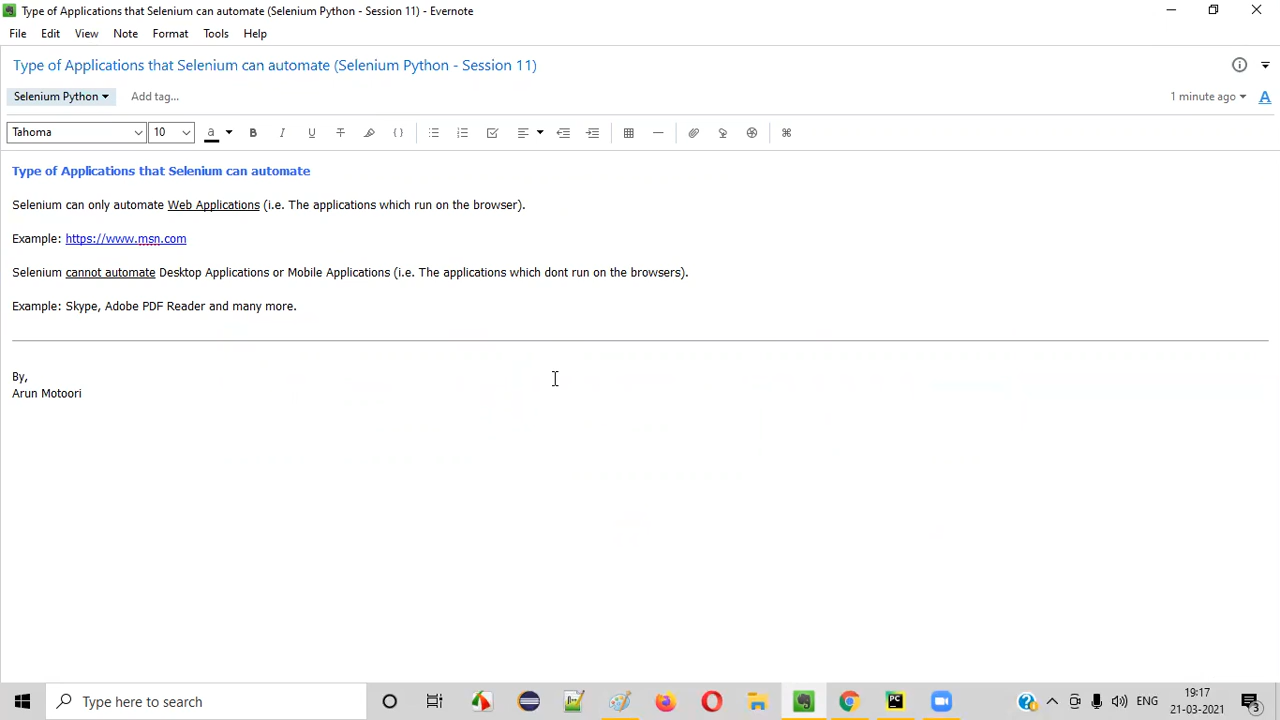 Type of Applications that Selenium can automate (Selenium Python - Session 11) - Evernote
File Edit View Note Format Tools Help
Type of Applications that Selenium can automate (Selenium Python - Session 11)
Selenium Python Add tag... 1 minute ago
Tahoma 10
Type of Applications that Selenium can automate
Selenium can only automate Web Applications (i.e. The applications which run on the browser).
Example: https://www.msn.com
Selenium cannot automate Desktop Applications or Mobile Applications (i.e. The applications which dont run on the browsers).
Example: Skype, Adobe PDF Reader and many more.
By,
Arun Motoori
Type here to search
ENG
19:17
21-03-2021
3